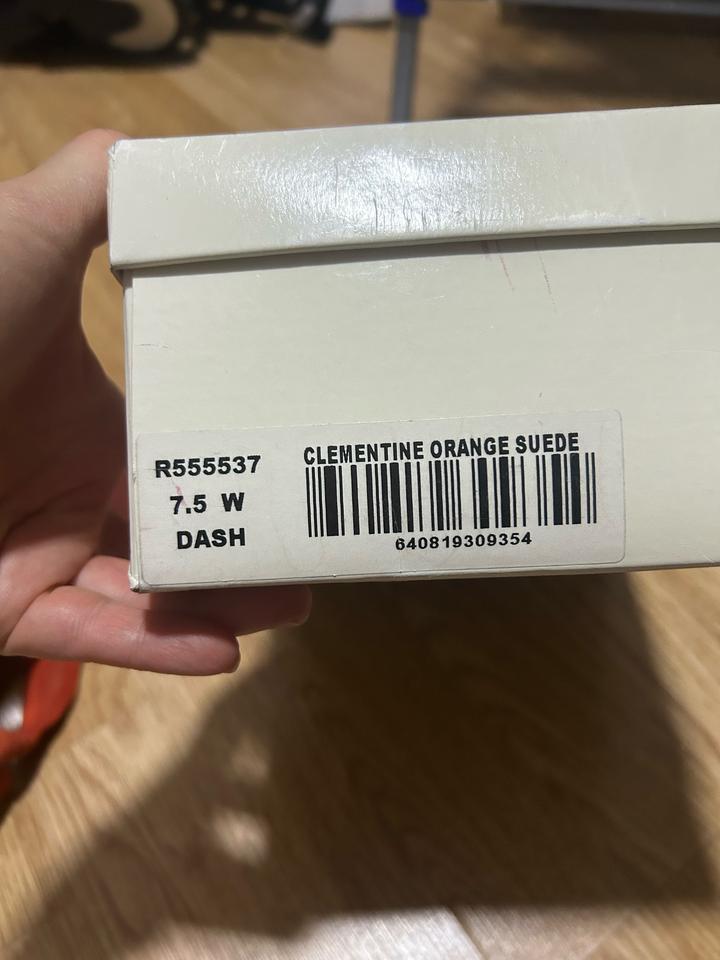 R555537
7.5 W
DASH
CLEMENTINE ORANGE SUEDE
640819309354